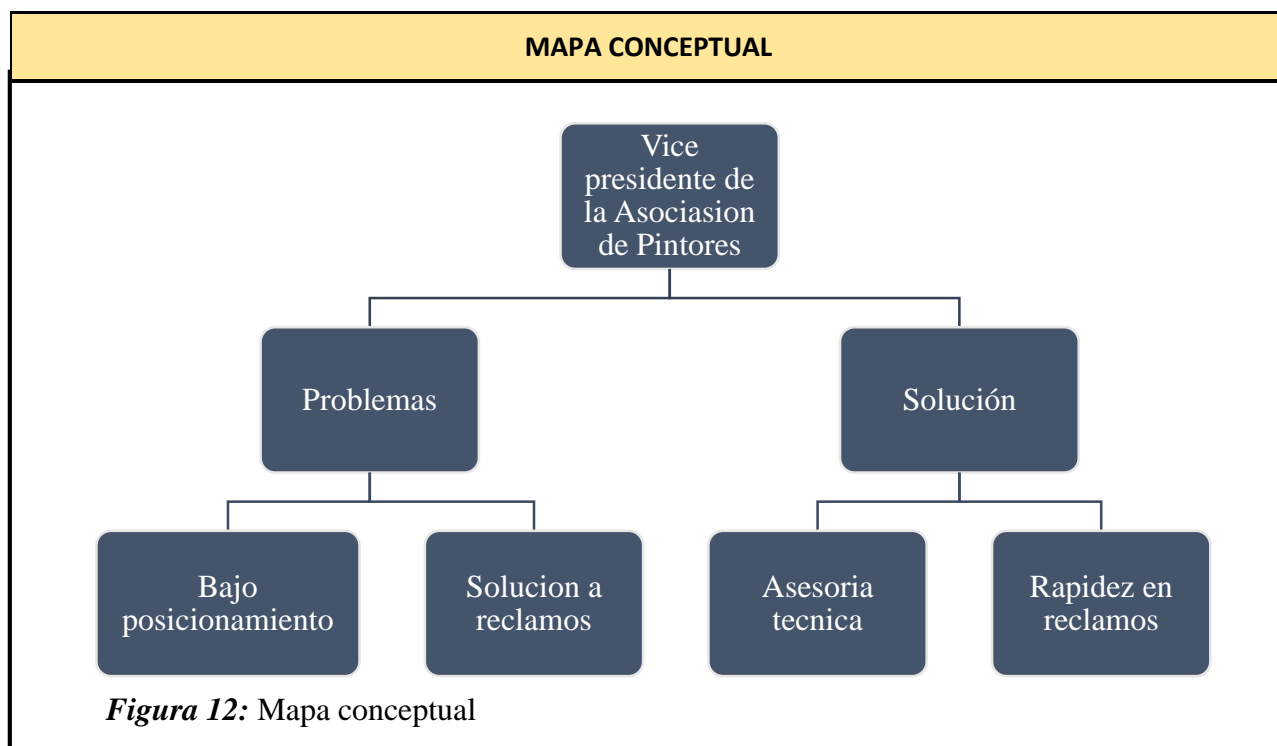 MAPA CONCEPTUAL
Vice
presidente de
la Asociasion
de Pintores
Problemas
Solución
Bajo
posicionamiento
Solucion a
reclamos
Asesoria
tecnica
Rapidez en
reclamos
Figura 12: Mapa conceptual